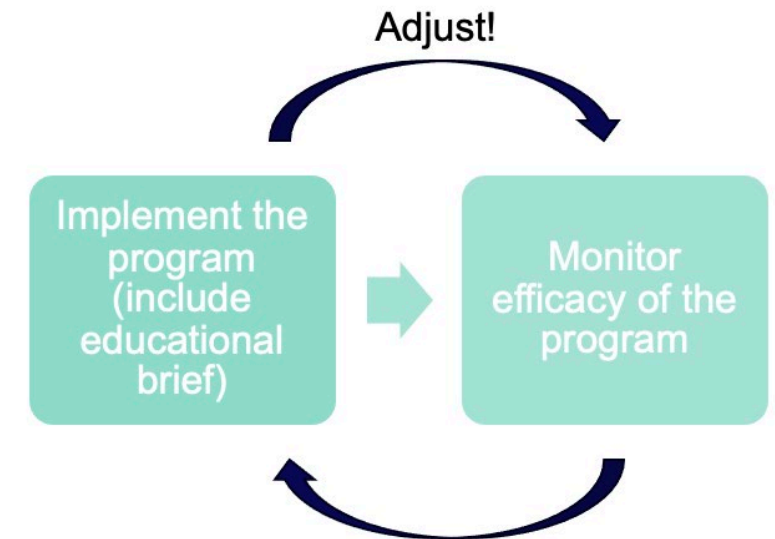 Adjust!
Implement the
program
(include
educational
brief)
Monitor
efficacy of the
program